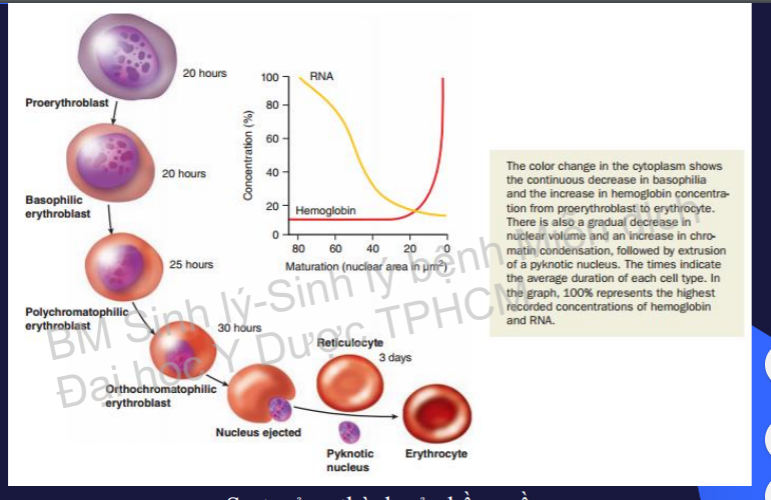 20 hours
Proerythroblast
20 hours
Basophilic
erythroblast
25 hours
Polychromatophilic
erythroblast
30 hours
Orthochromatophilic
erythroblast
Nucleus ejected
Reticulocyte
3 days
Pyknotic
nucleus
Erythrocyte
RNA
Hemoglobin
Concentration (%)
100
80
60
40
20
0
80 60 40 20 0
Maturation (nuclear area in μm²)
The color change in the cytoplasm shows
the continuous decrease in basophilia
and the increase in hemoglobin concentra-
tion from proerythroblast to erythrocyte.
There is also a gradual decrease in
nuclear volume and an increase in chro-
matin condensation, followed by extrusion
of a pyknotic nucleus. The times indicate
the average duration of each cell type. In
the graph, 100% represents the highest
recorded concentrations of hemoglobin
and RNA.
BM Sinh lý-Sinh lý bệnh Miễn dịch
Đại học Y Dược TPHCM